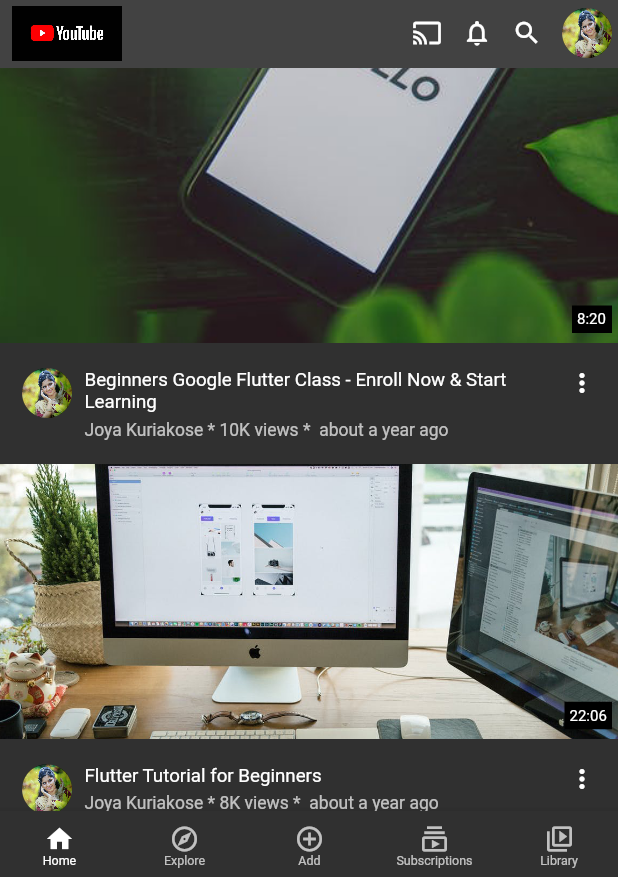 YouTube
LLO
8:20
Beginners Google Flutter Class - Enroll Now & Start
Learning
Joya Kuriakose * 10K views * about a year ago
22:06
Flutter Tutorial for Beginners
Joya Kuriakose * 8K views * about a year ago
Home
Explore
Add
Subscriptions
Library